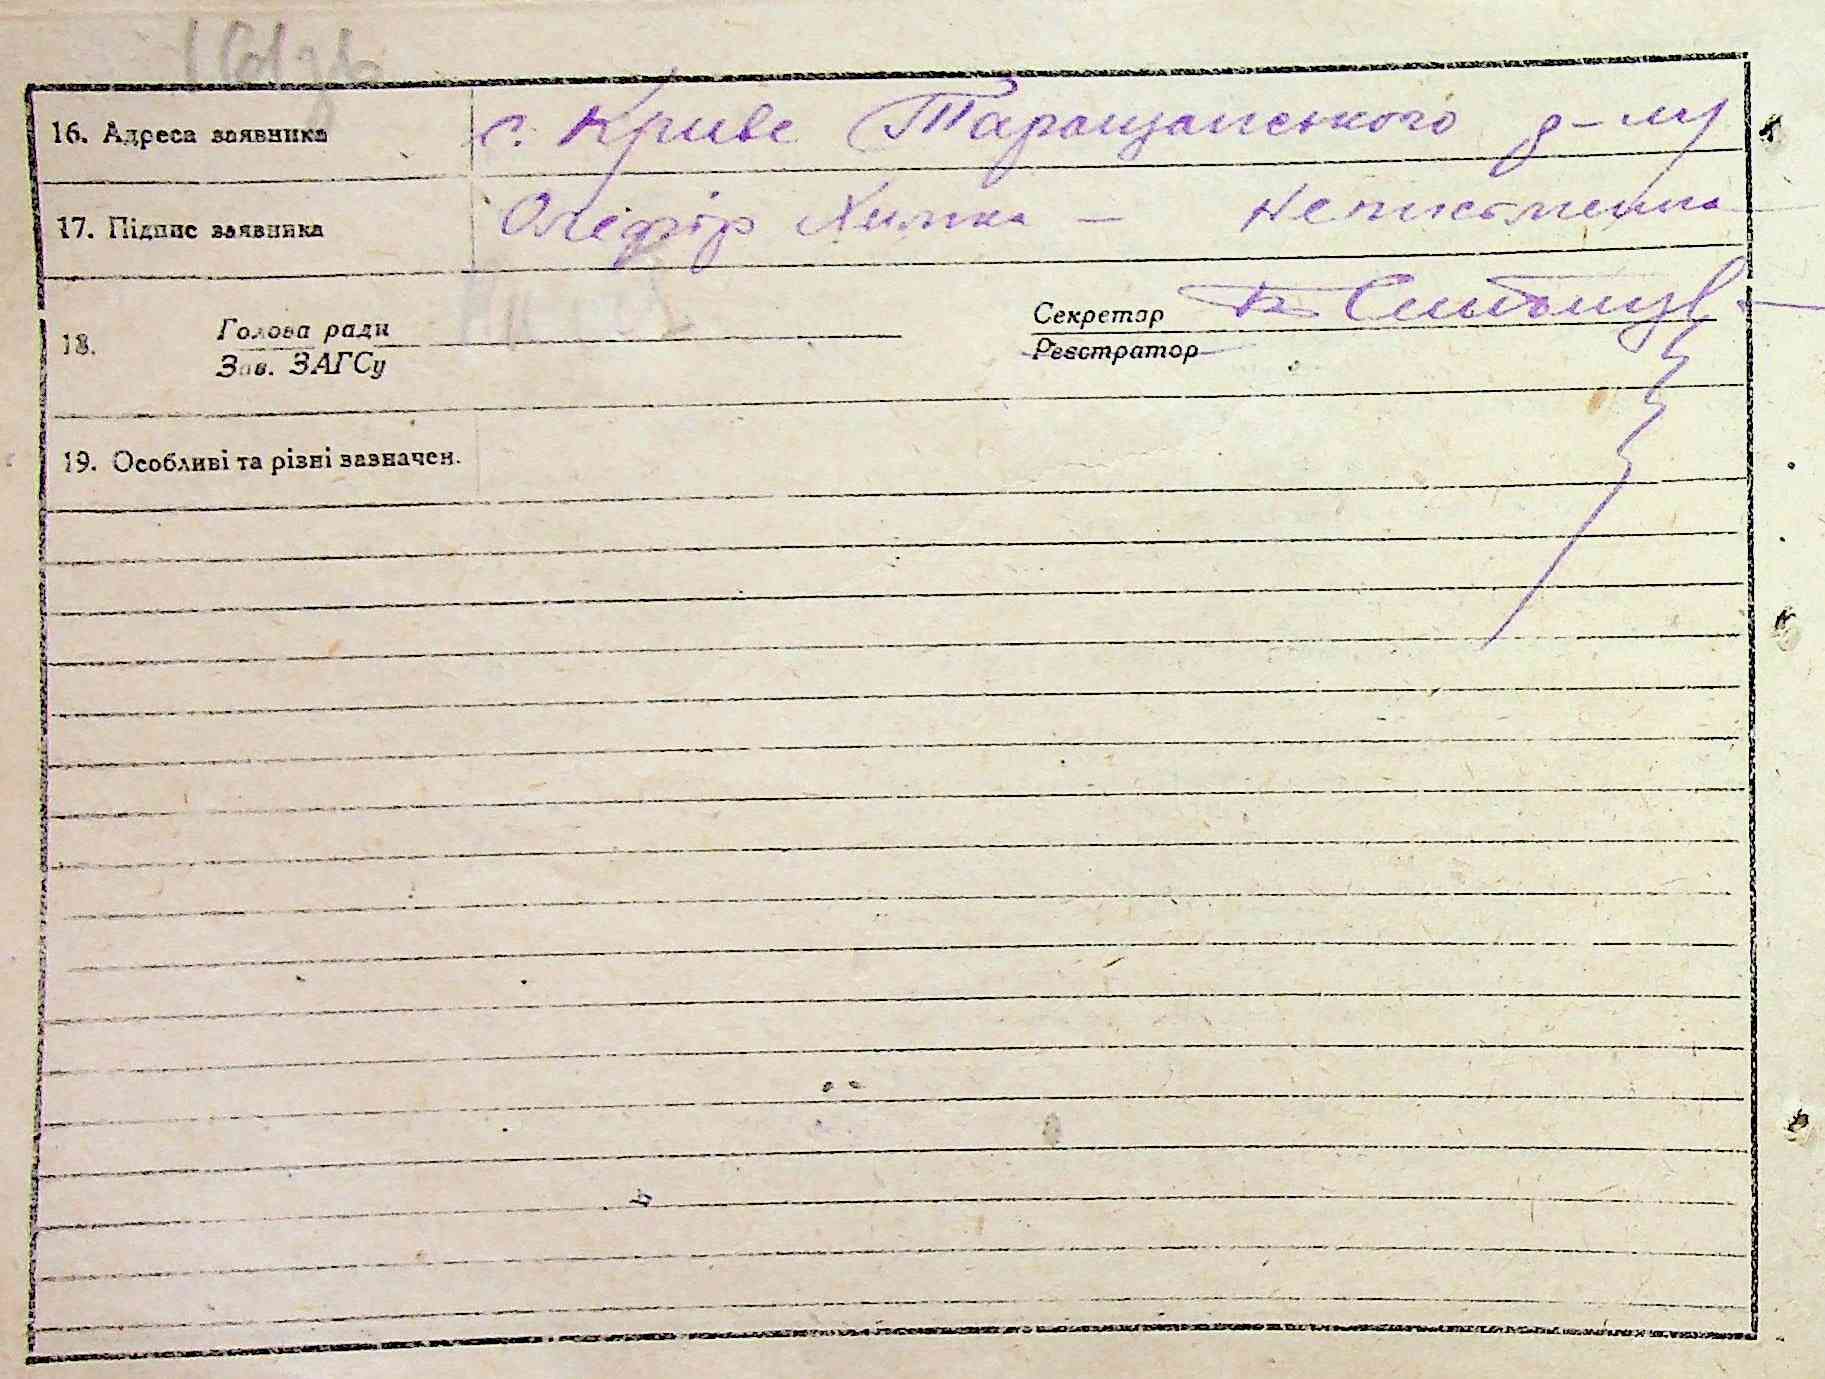 16. Адреса заявника с. Криве Таращанського р-ну
17. Підпис заявника Олефір Химка – Неписьменна
18. Голова ради Секретар
Зав. ЗАГСу Реєстратор
19. Особливі та різні зазначен.